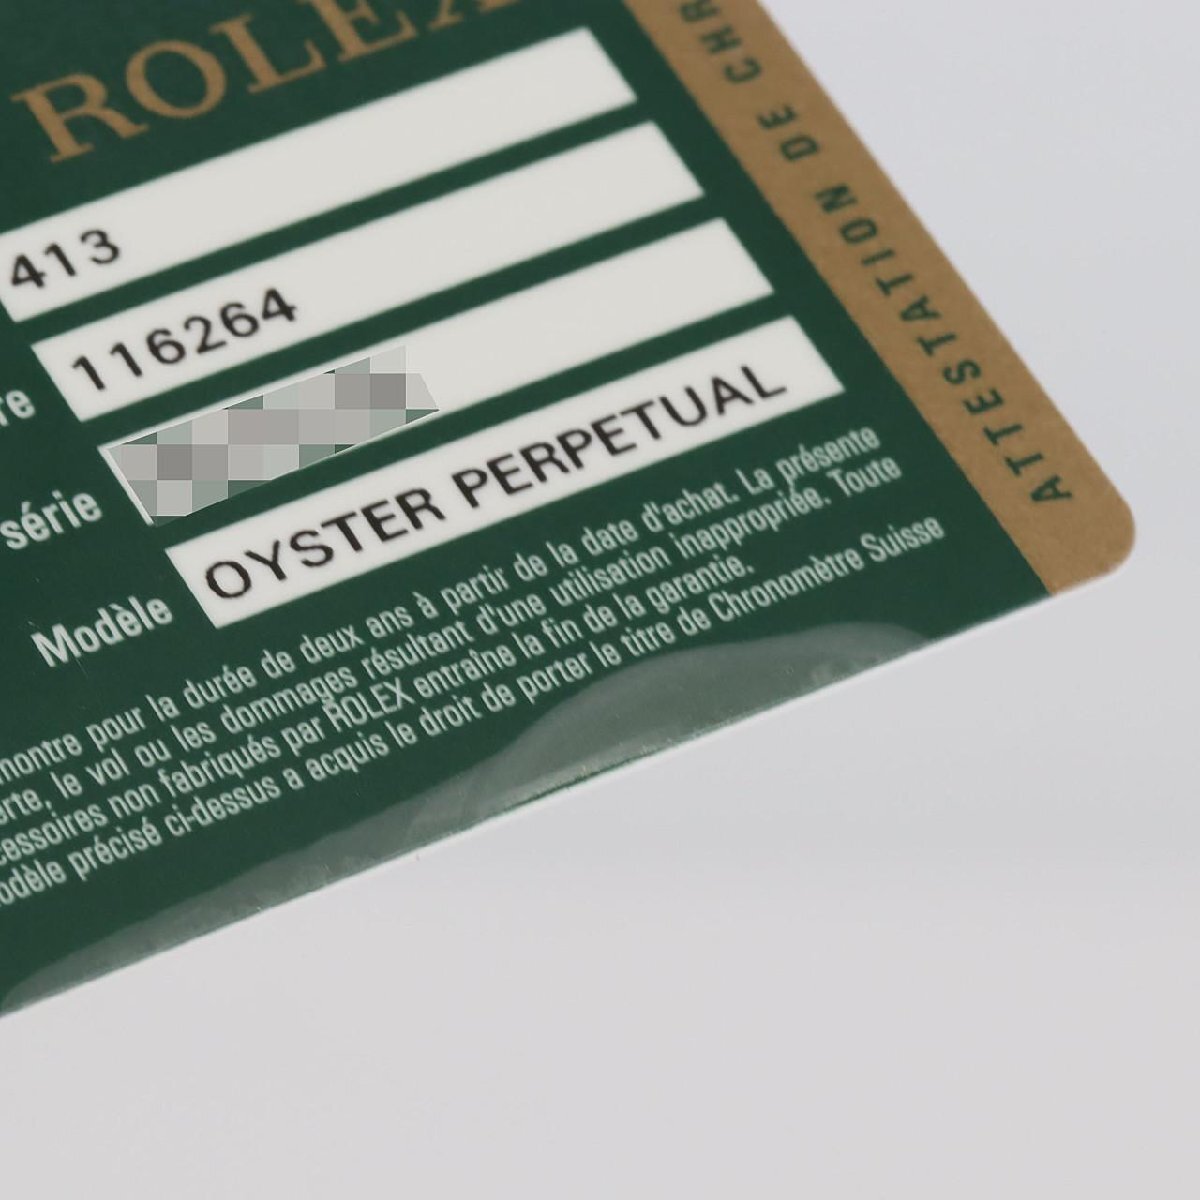 ROLEX
413
116264
série
Modèle OYSTER PERPETUAL
montre pour la durée de deux ans à partir de la date d'achat. La présente
le vol ou les dommages résultant d'une utilisation inappropriée. Toute
non fabriqués par ROLEX entraîne la fin de la garantie.
précisé ci-dessus a acquis le droit de porter le titre de Chronomètre Suisse
ATTESTATION DE CHR